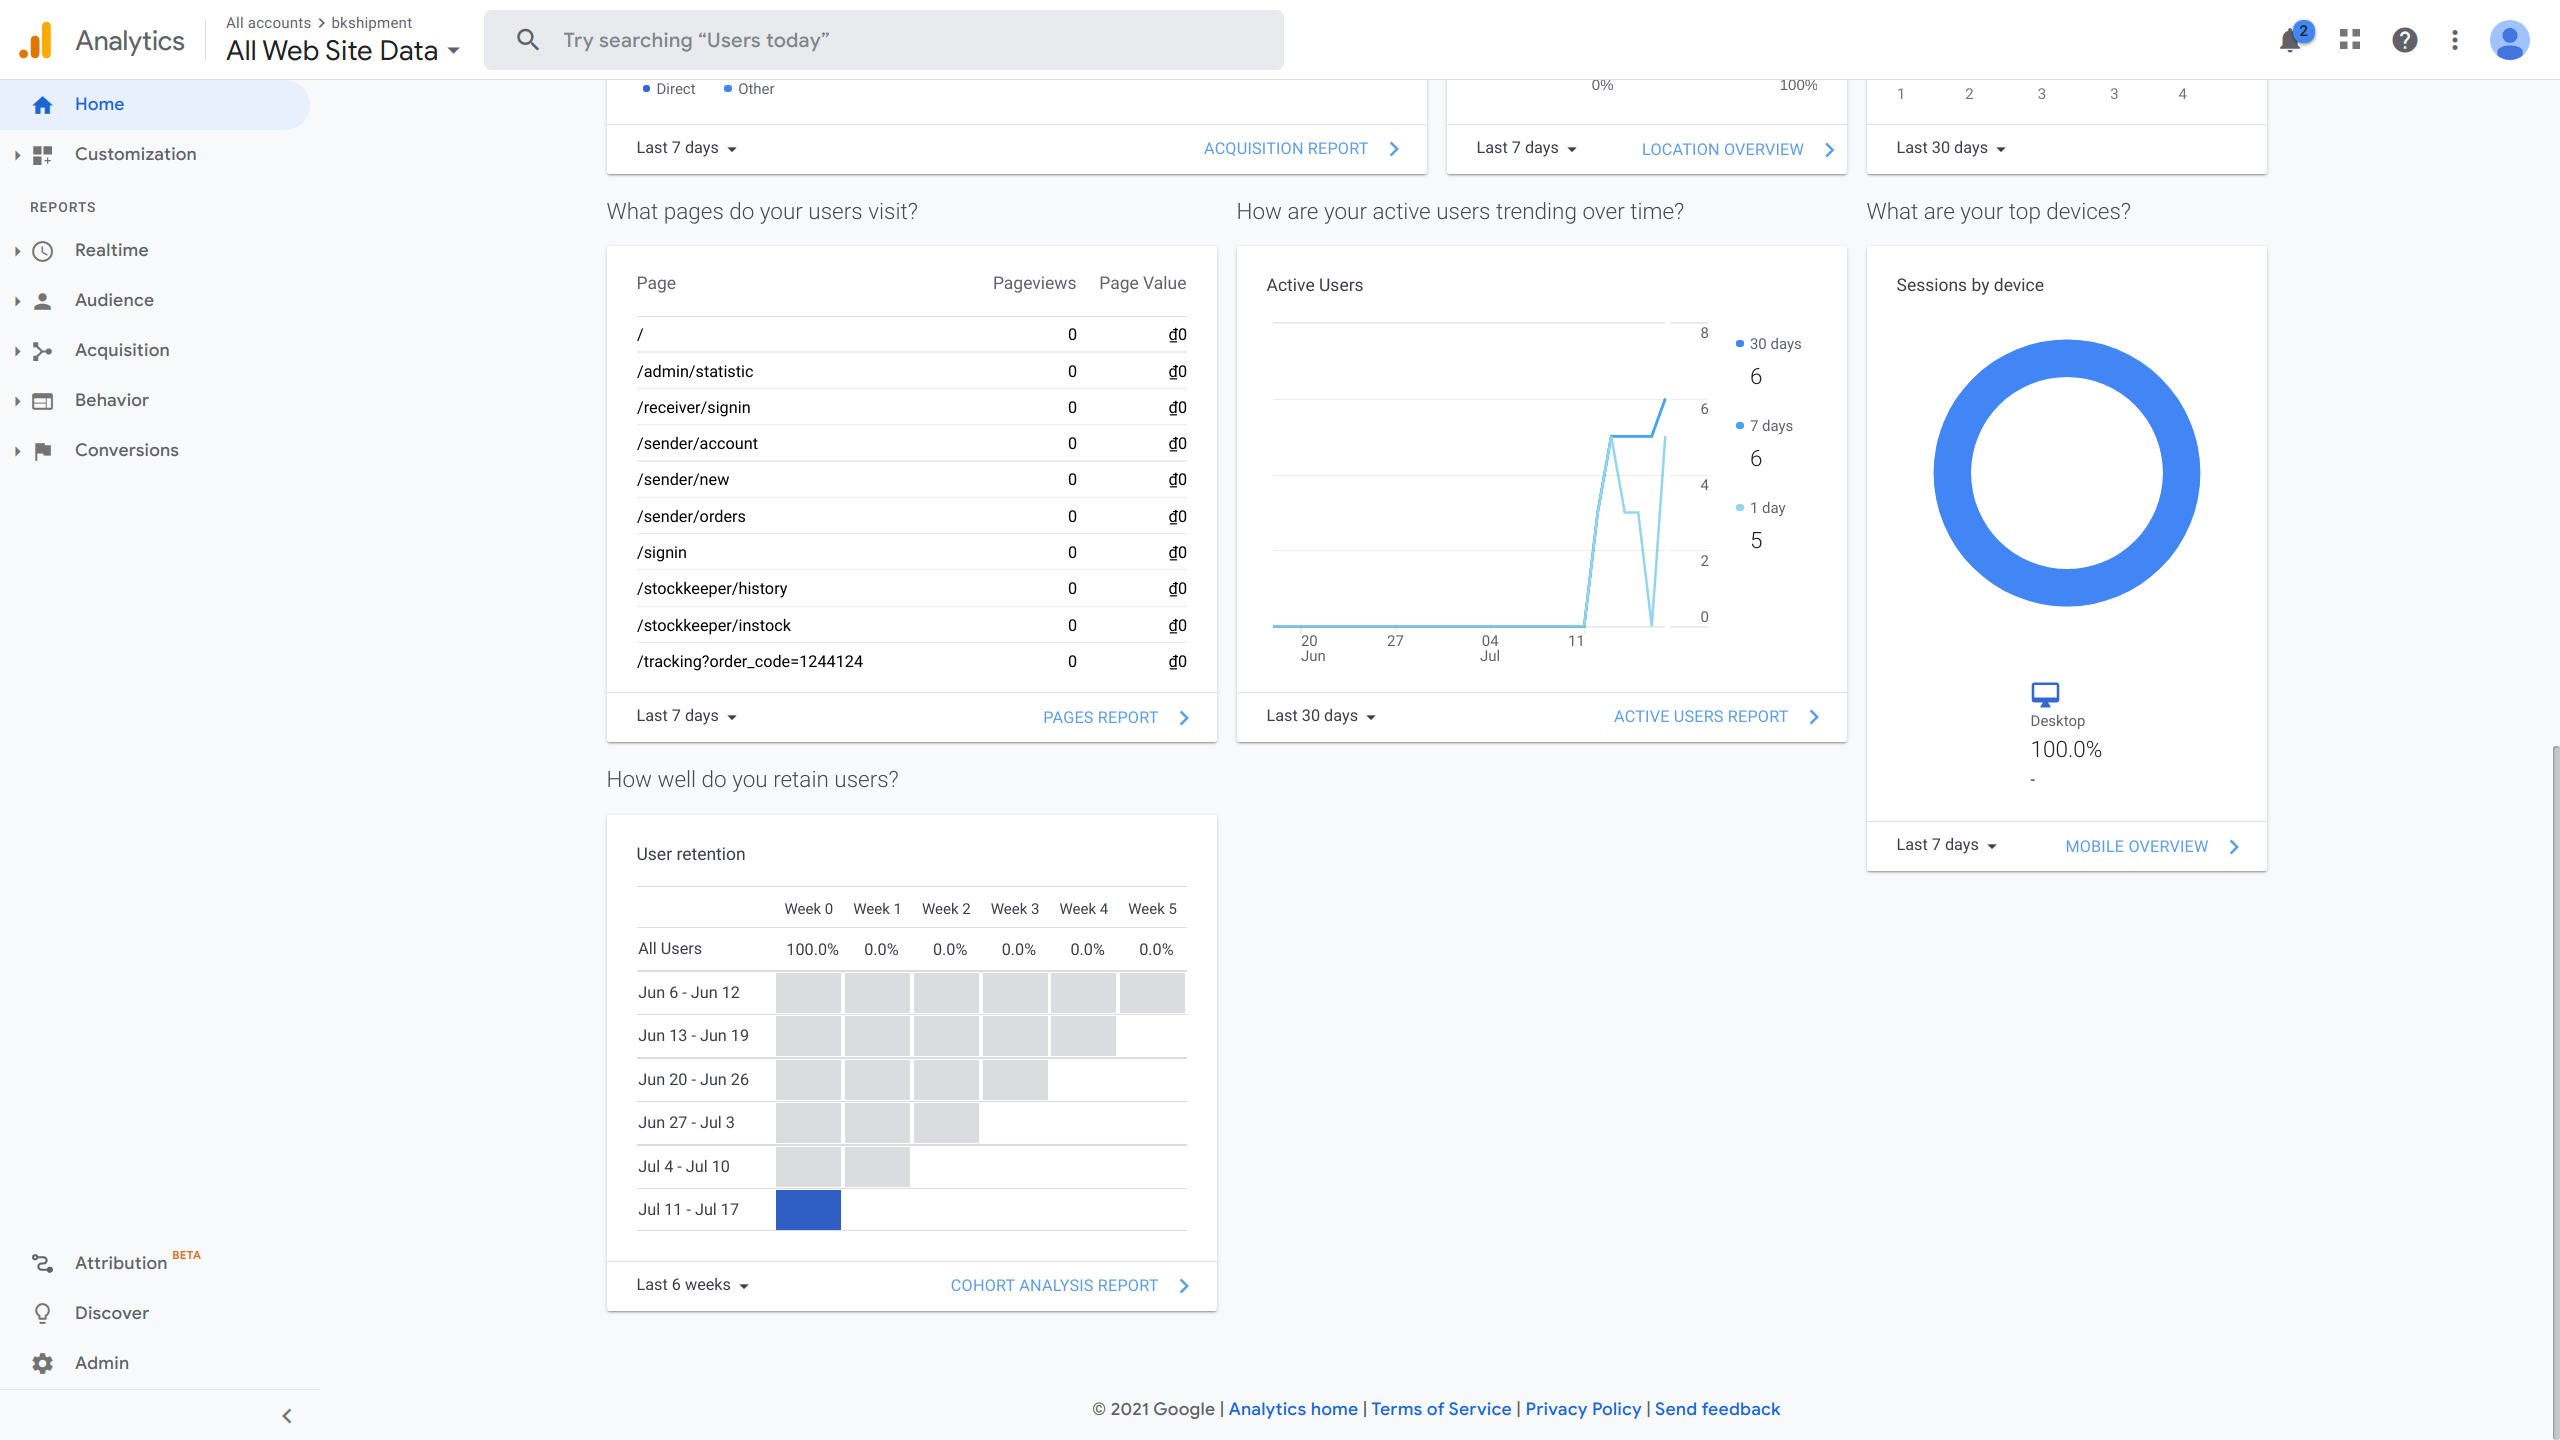 Analytics
All accounts > bkshipment
All Web Site Data
Try searching “Users today”
2
Home
Customization
REPORTS
Realtime
Audience
Acquisition
Behavior
Conversions
Attribution BETA
Discover
Admin
Direct Other
Last 7 days ACQUISITION REPORT
0% 100%
Last 7 days LOCATION OVERVIEW
1 2 3 3 4
Last 30 days
What pages do your users visit?
Page Pageviews Page Value
/ 0 ₫0
/admin/statistic 0 ₫0
/receiver/signin 0 ₫0
/sender/account 0 ₫0
/sender/new 0 ₫0
/sender/orders 0 ₫0
/signin 0 ₫0
/stockkeeper/history 0 ₫0
/stockkeeper/instock 0 ₫0
/tracking?order_code=1244124 0 ₫0
Last 7 days PAGES REPORT
How are your active users trending over time?
Active Users
8
6
4
2
0
20 27 04 11
Jun Jul
30 days
6
7 days
6
1 day
5
Last 30 days ACTIVE USERS REPORT
What are your top devices?
Sessions by device
Desktop
100.0%
-
Last 7 days MOBILE OVERVIEW
How well do you retain users?
User retention
Week 0 Week 1 Week 2 Week 3 Week 4 Week 5
All Users 100.0% 0.0% 0.0% 0.0% 0.0% 0.0%
Jun 6 - Jun 12
Jun 13 - Jun 19
Jun 20 - Jun 26
Jun 27 - Jul 3
Jul 4 - Jul 10
Jul 11 - Jul 17
Last 6 weeks COHORT ANALYSIS REPORT
© 2021 Google | Analytics home | Terms of Service | Privacy Policy | Send feedback